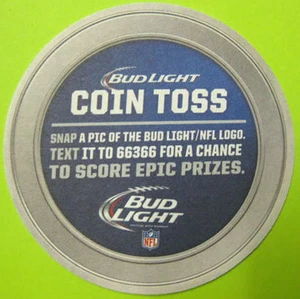 BUD LIGHT
COIN TOSS
SNAP A PIC OF THE BUD LIGHT/NFL LOGO.
TEXT IT TO 66366 FOR A CHANCE
TO SCORE EPIC PRIZES.
BUD
LIGHT
NFL